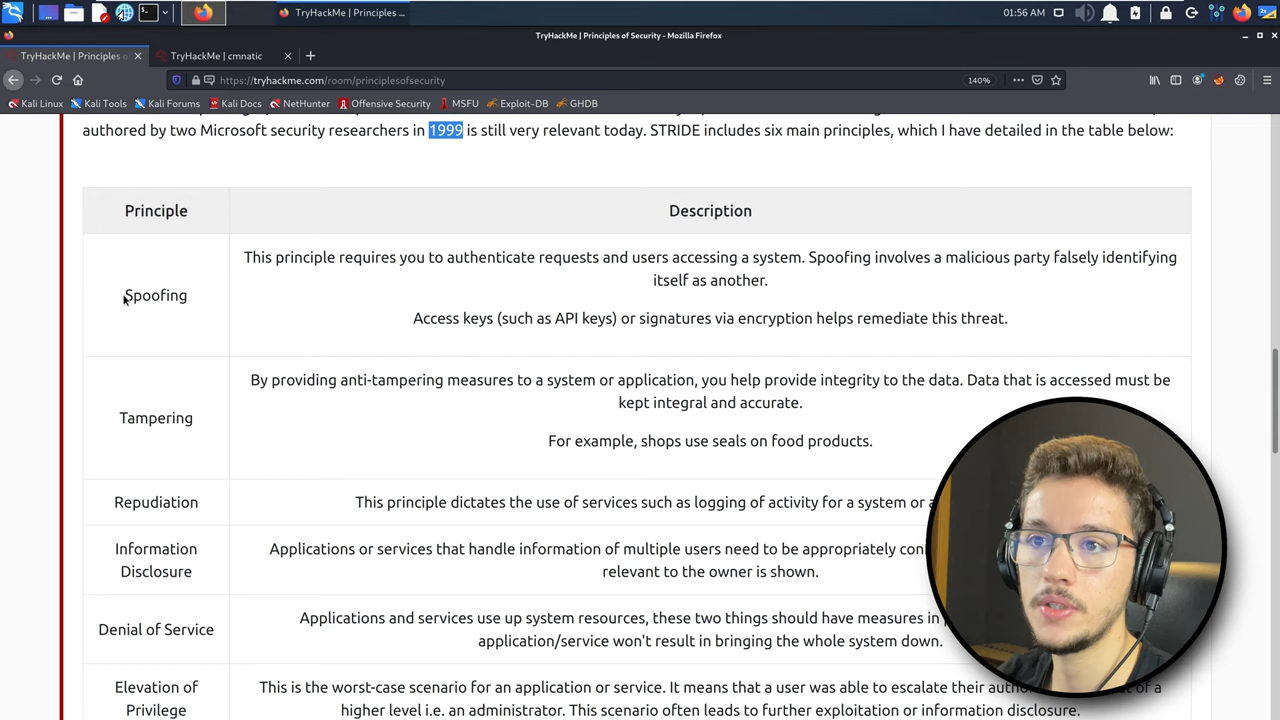 TryHackMe | Principles ...
01:56 AM
TryHackMe | Principles of Security - Mozilla Firefox
TryHackMe | Principles of
TryHackMe | cmnatic
https://tryhackme.com/room/principlesofsecurity
140%
Kali Linux
Kali Tools
Kali Forums
Kali Docs
NetHunter
Offensive Security
MSFU
Exploit-DB
GHDB
authored by two Microsoft security researchers in 1999 is still very relevant today. STRIDE includes six main principles, which I have detailed in the table below:
Principle
Description
Spoofing
This principle requires you to authenticate requests and users accessing a system. Spoofing involves a malicious party falsely identifying
itself as another.
Access keys (such as API keys) or signatures via encryption helps remediate this threat.
Tampering
By providing anti-tampering measures to a system or application, you help provide integrity to the data. Data that is accessed must be
kept integral and accurate.
For example, shops use seals on food products.
Repudiation
This principle dictates the use of services such as logging of activity for a system or
Information
Disclosure
Applications or services that handle information of multiple users need to be appropriately
relevant to the owner is shown.
Denial of Service
Applications and services use up system resources, these two things should have measures in
application/service won't result in bringing the whole system down.
Elevation of
Privilege
This is the worst-case scenario for an application or service. It means that a user was able to escalate their of a
higher level i.e. an administrator. This scenario often leads to further exploitation or information disclosure.